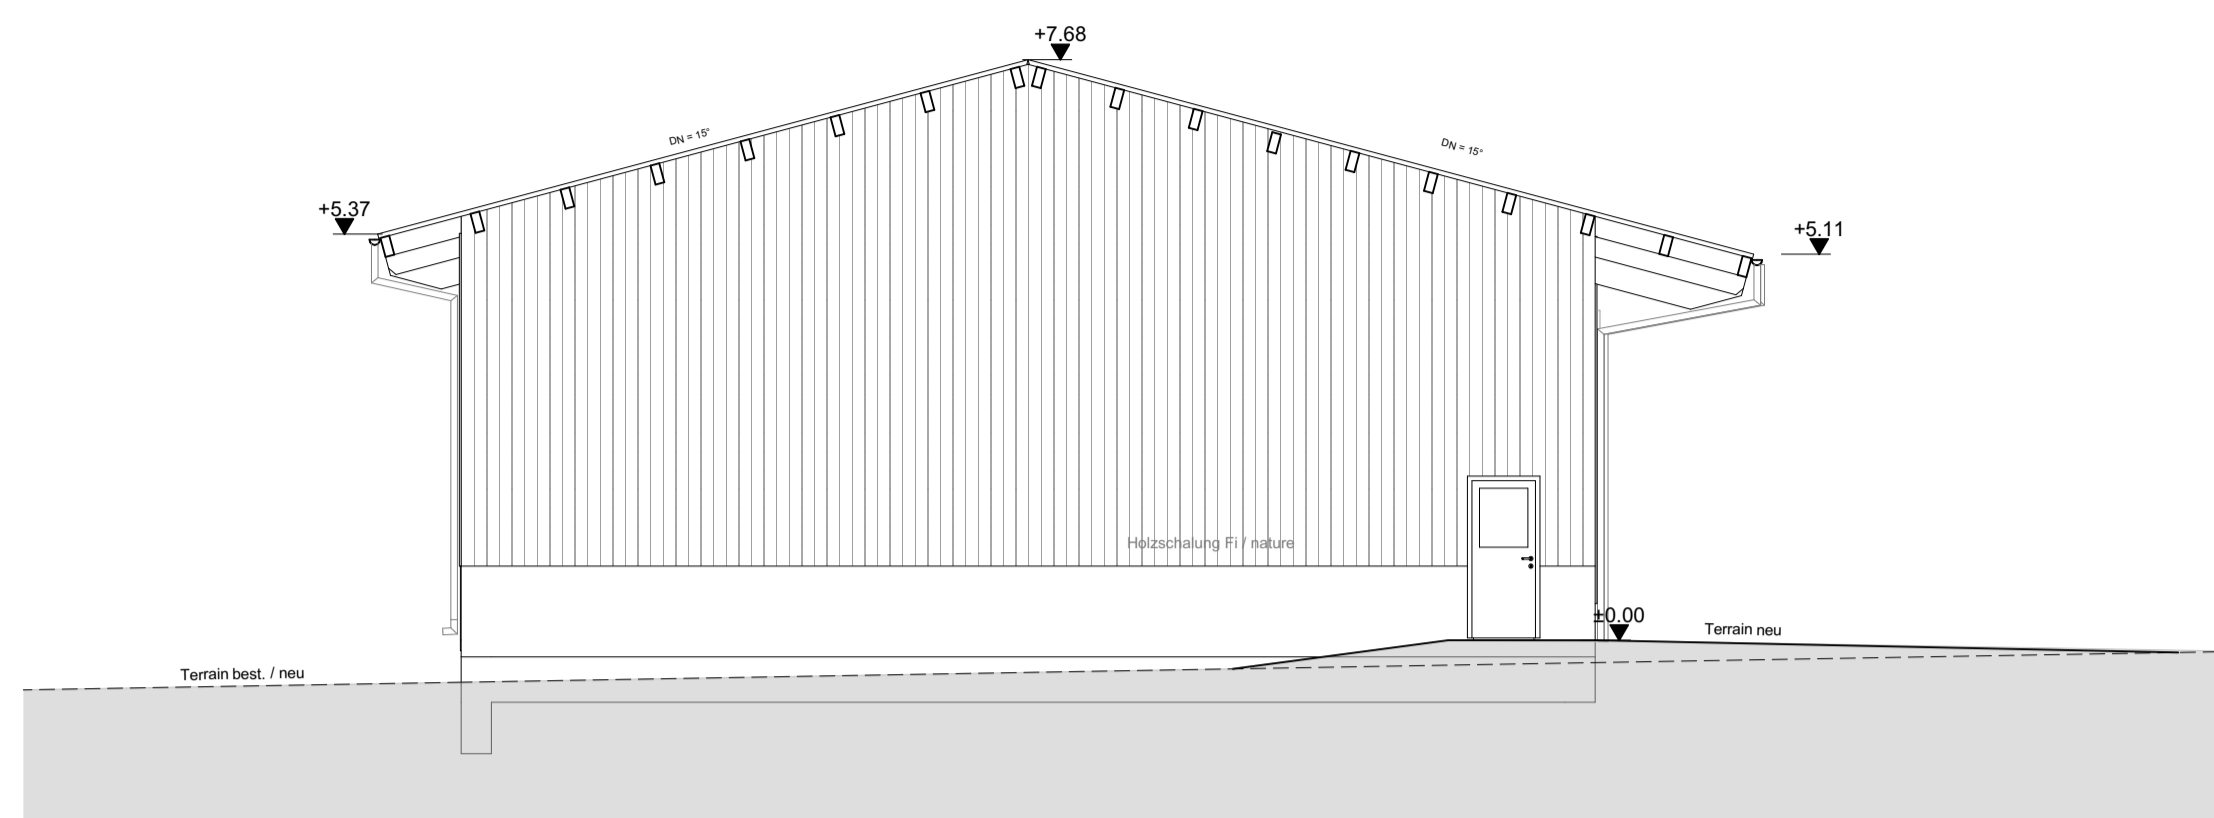 +7.68
DN = 15°
DN = 15°
+5.37
+5.11
Holzschalung Fi / nature
±0.00
Terrain neu
Terrain best. / neu